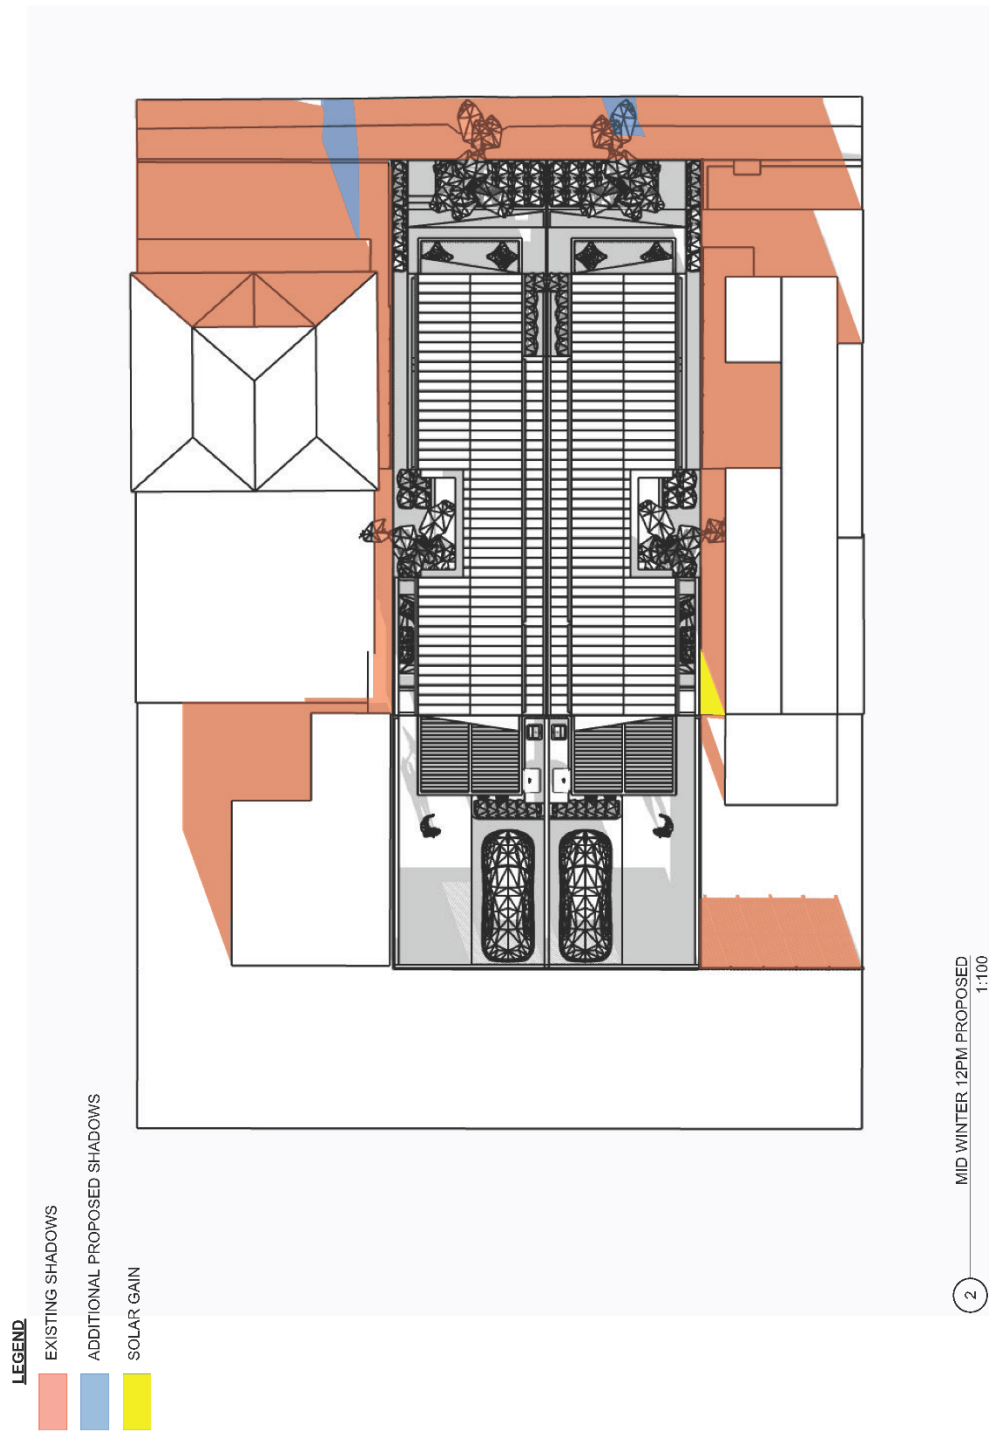 LEGEND
EXISTING SHADOWS
ADDITIONAL PROPOSED SHADOWS
SOLAR GAIN
2
MID WINTER 12PM PROPOSED
1:100